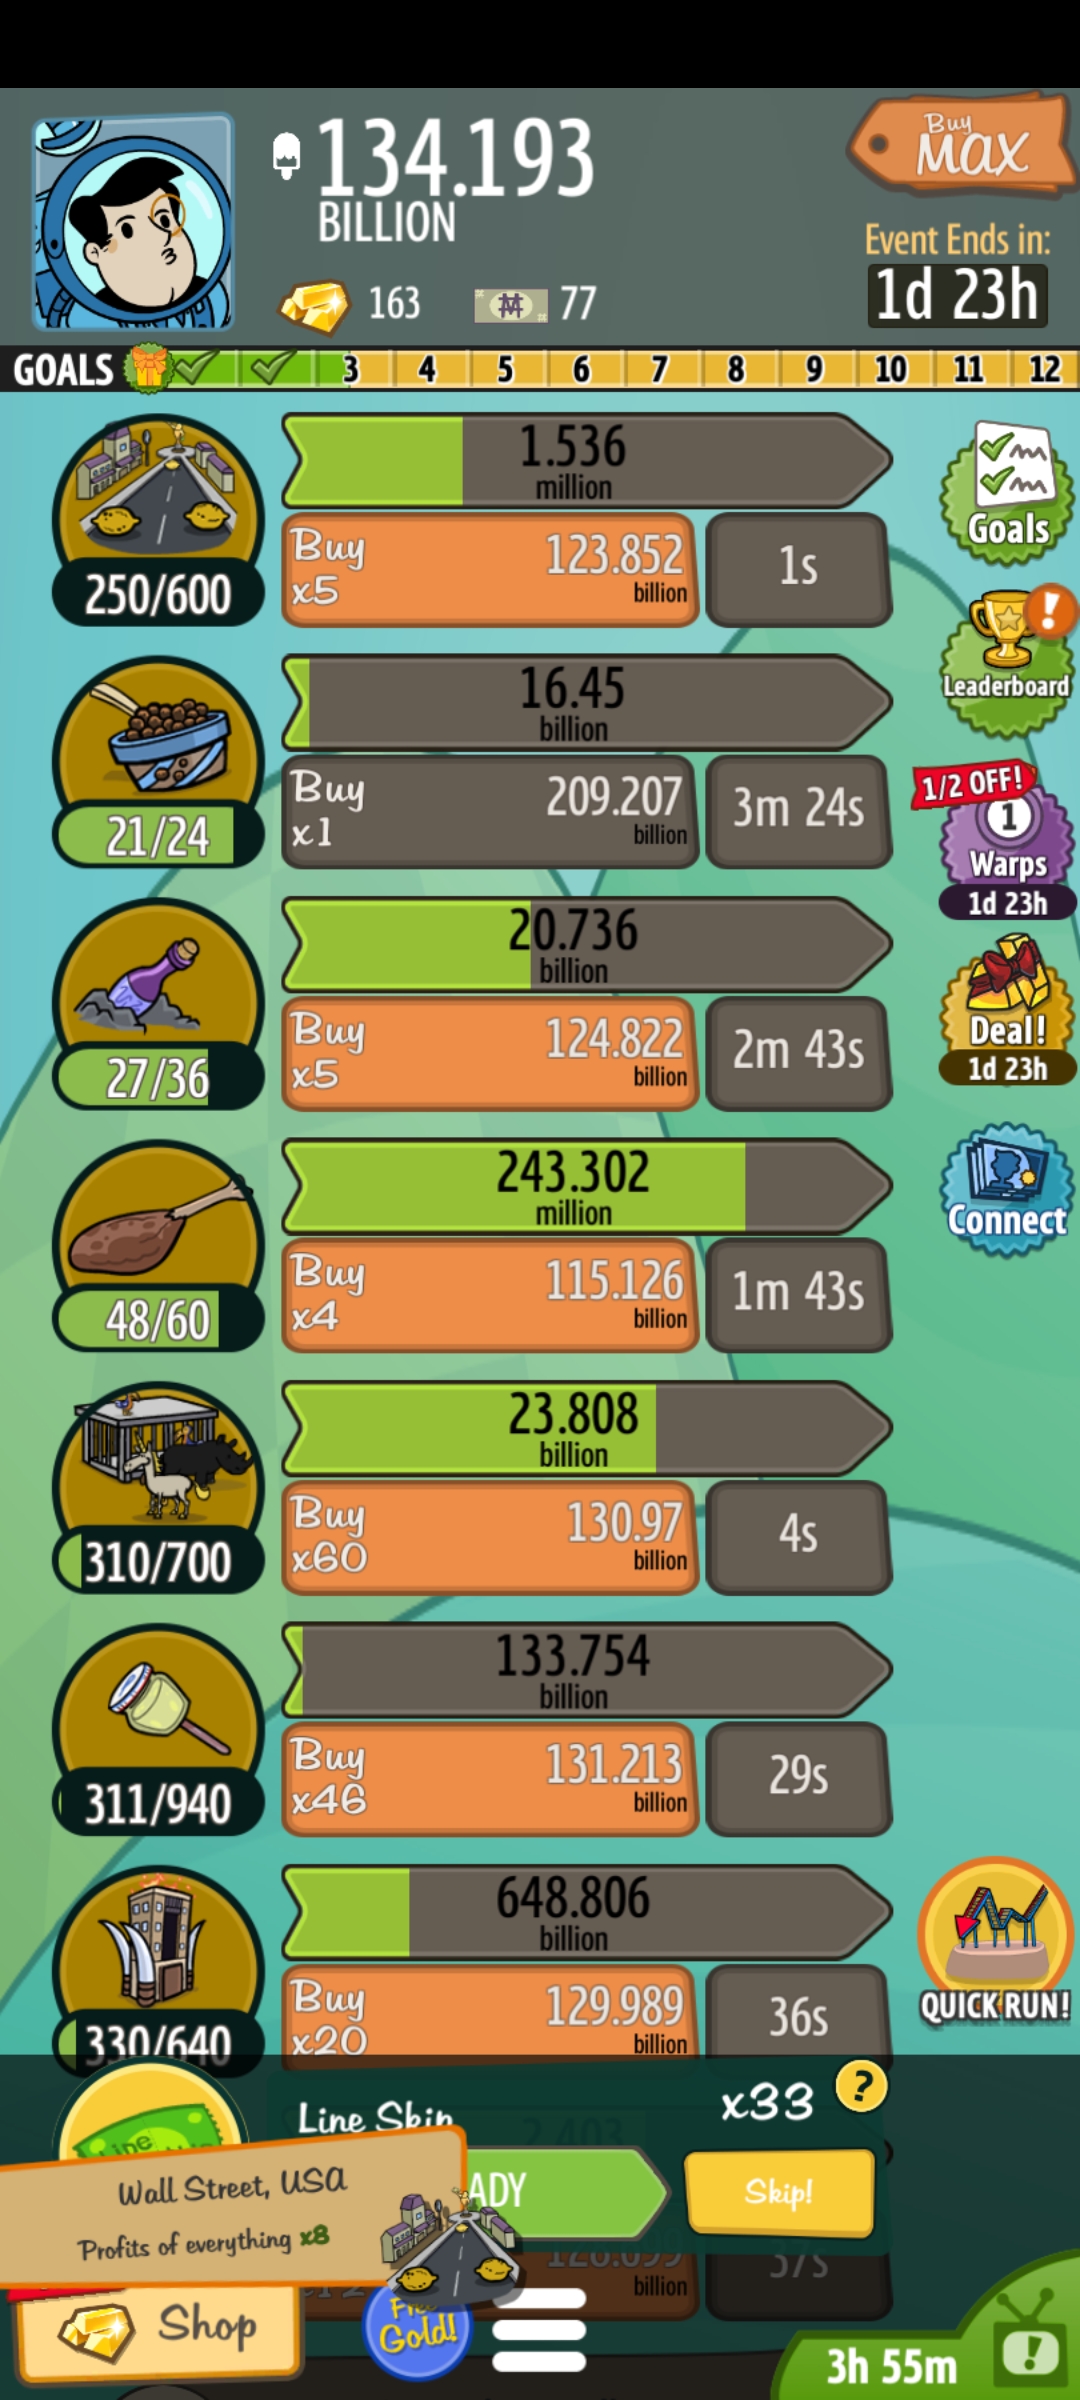 134.193
BILLION
163
77
Buy
MAX
Event Ends in:
1d 23h
GOALS 3 4 5 6 7 8 9 10 11 12
1.536
million
Buy
x5
123.852
billion
1s
250/600
Goals
Leaderboard
16.45
billion
Buy
x1
209.207
billion
3m 24s
21/24
1/2 OFF!
1
Warps
1d 23h
20.736
billion
Buy
x5
124.822
billion
2m 43s
27/36
Deal!
1d 23h
243.302
million
Buy
x4
115.126
billion
1m 43s
48/60
Connect
23.808
billion
Buy
x60
130.97
billion
4s
310/700
133.754
billion
Buy
x46
131.213
billion
29s
311/940
648.806
billion
Buy
x20
129.989
billion
36s
330/640
QUICK RUN!
Line Skip
x33
?
2.403
Skip!
Wall Street, USA
Profits of everything x8
billion
37s
Shop
Free
Gold!
3h 55m